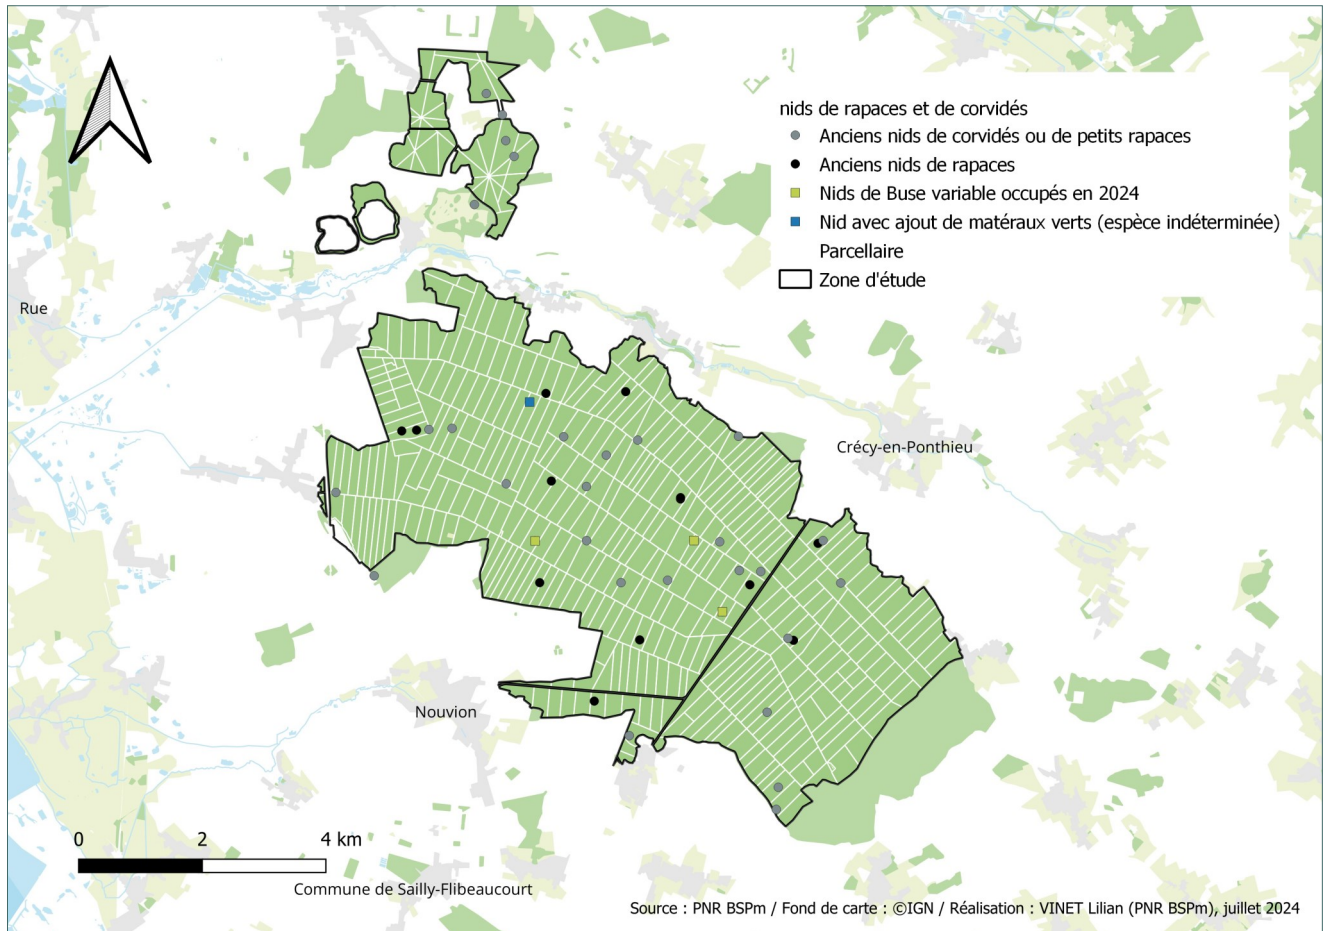 nids de rapaces et de corvidés
Anciens nids de corvidés ou de petits rapaces
Anciens nids de rapaces
Nids de Buse variable occupés en 2024
Nid avec ajout de matéraux verts (espèce indéterminée)
Parcellaire
Zone d'étude
Rue
Crécy-en-Ponthieu
Nouvion
0 2 4 km
Commune de Sailly-Flibeaucourt
Source : PNR BSPm / Fond de carte : ©IGN / Réalisation : VINET Lilian (PNR BSPm), juillet 2024